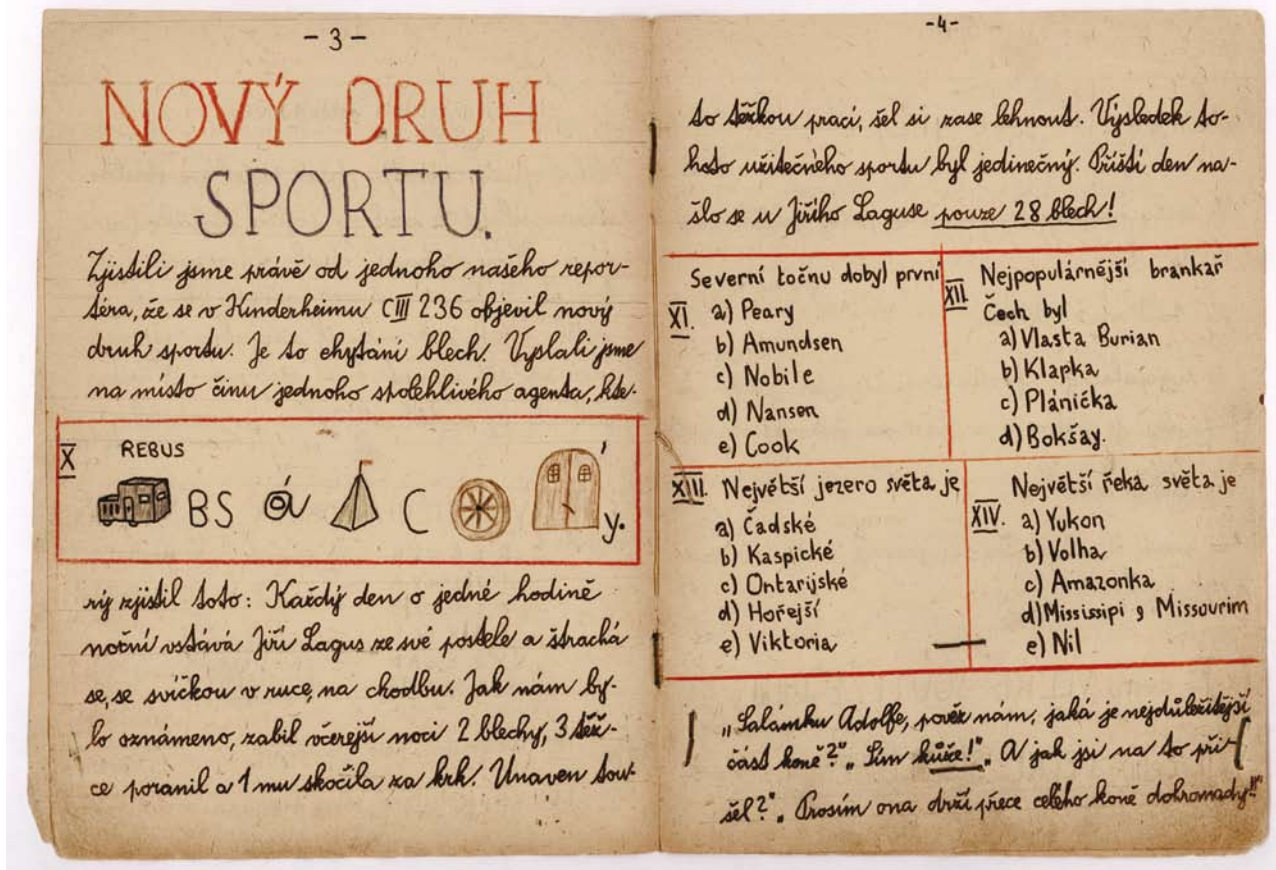 - 3 -
NOVÝ DRUH
SPORTU.
Zjistili jsme právě od jednoho našeho repor-
téra, že se v Kinderheimu CIII 236 objevil nový
druh sportu. Je to chytání blech. Vyslali jsme
na místo činu jednoho spolehlivého agenta, kte-
X REBUS
BS á C ' y.
rý zjistil toto: Každý den o jedné hodině
noční vstává Jiří Lagus ze své postele a štrachá
se, se svíčkou v ruce, na chodbu. Jak nám by-
lo oznámeno, zabil včerejší noci 2 blechy, 3 těž-
ce poranil a 1 mu skočila za krk. Unaven tou-
-4-
to těžkou prací, šel si zase lehnout. Výsledek to-
hoto užitečného sportu byl jedinečný. Příští den na-
šlo se u Jiřího Laguse pouze 28 blech!
Severní točnu dobyl první
XI. a) Peary
b) Amundsen
c) Nobile
d) Nansen
e) Cook
XII. Nejpopulárnější brankař
Čech byl
a) Vlasta Burian
b) Klapka
c) Plánička
d) Bokšay.
XIII. Největší jezero světa je
a) Čadské
b) Kaspické
c) Ontarijské
d) Hořejší
e) Viktoria
Největší řeka světa je
XIV. a) Yukon
b) Volha
c) Amazonka
d) Mississipi s Missourim
e) Nil
„Salámku Adolfe, pověz nám, jaká je nejdůležitější
část koně?" „Sím kůže!" „A jak jsi na to při-
šel?" „Prosím ona drží přece celého koně dohromady!!"